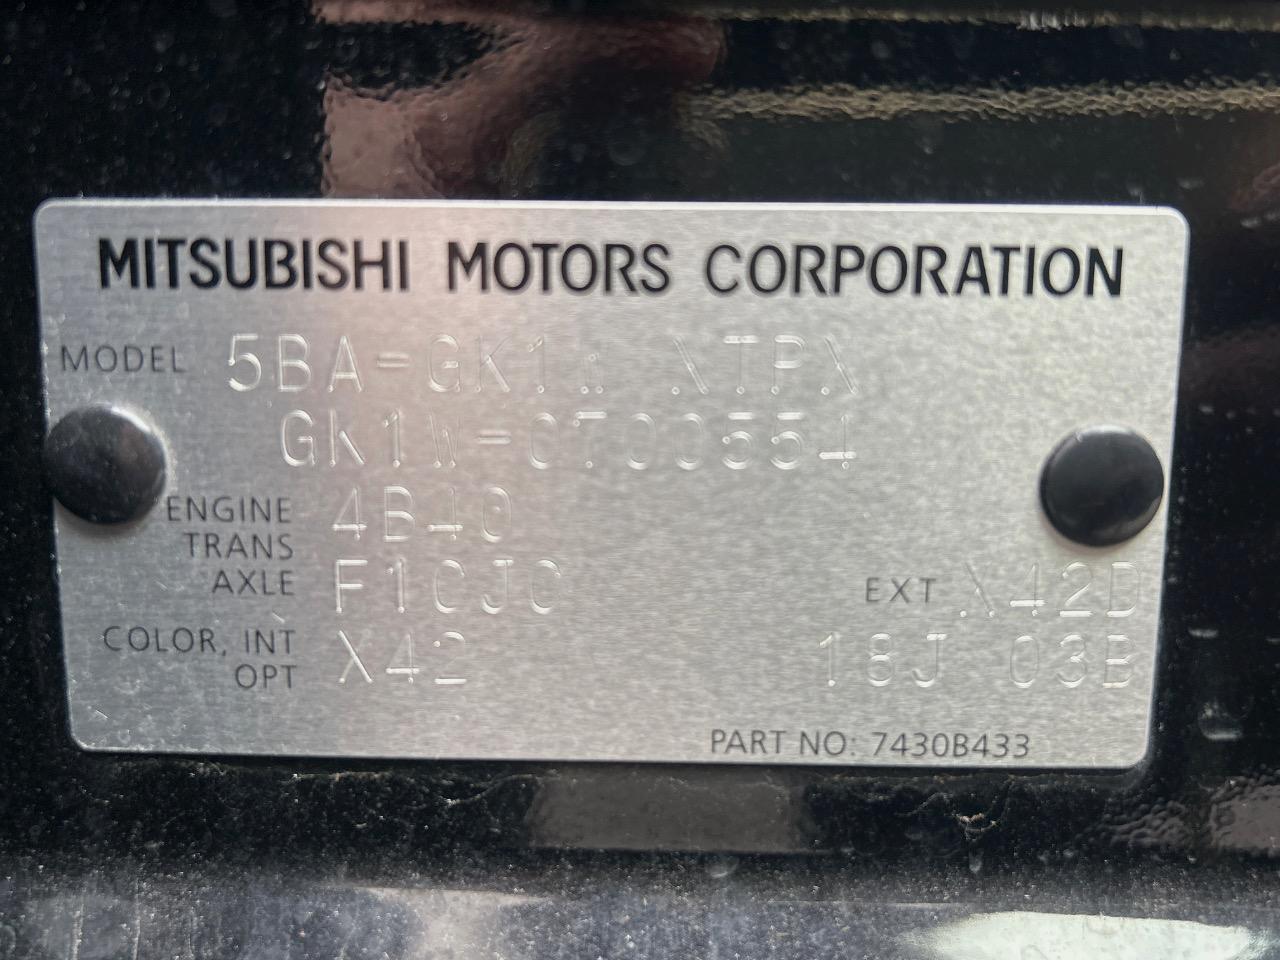 MITSUBISHI MOTORS CORPORATION
MODEL 5BA-GK1W XTPX
GK1W-0700554
ENGINE 4B40
TRANS
AXLE F1CJC EXT X42D
COLOR, INT X42 18J 03B
OPT
PART NO: 7430B433